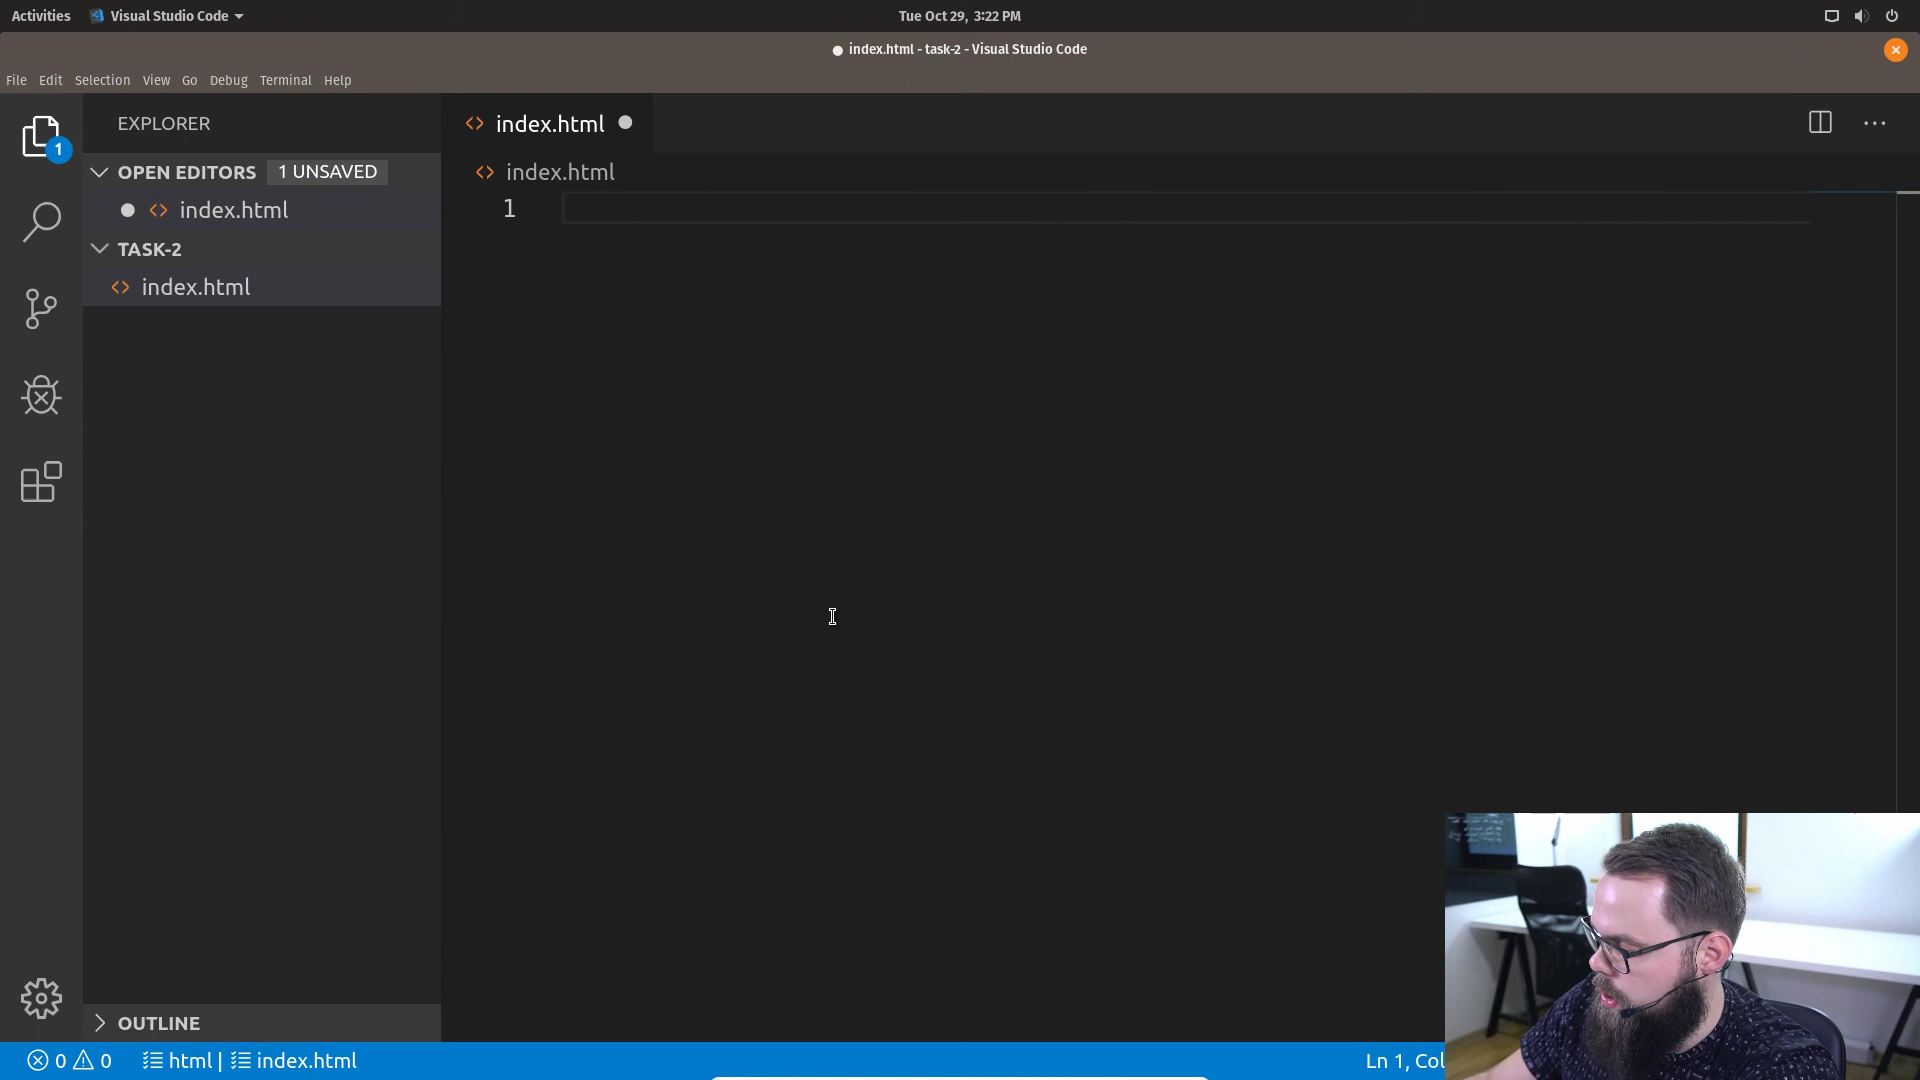 Activities
Visual Studio Code
Tue Oct 29, 3:22 PM
● index.html - task-2 - Visual Studio Code
File Edit Selection View Go Debug Terminal Help
1
EXPLORER
index.html
OPEN EDITORS 1 UNSAVED
index.html
index.html
1
TASK-2
index.html
OUTLINE
0 0 html | index.html
Ln 1, Col